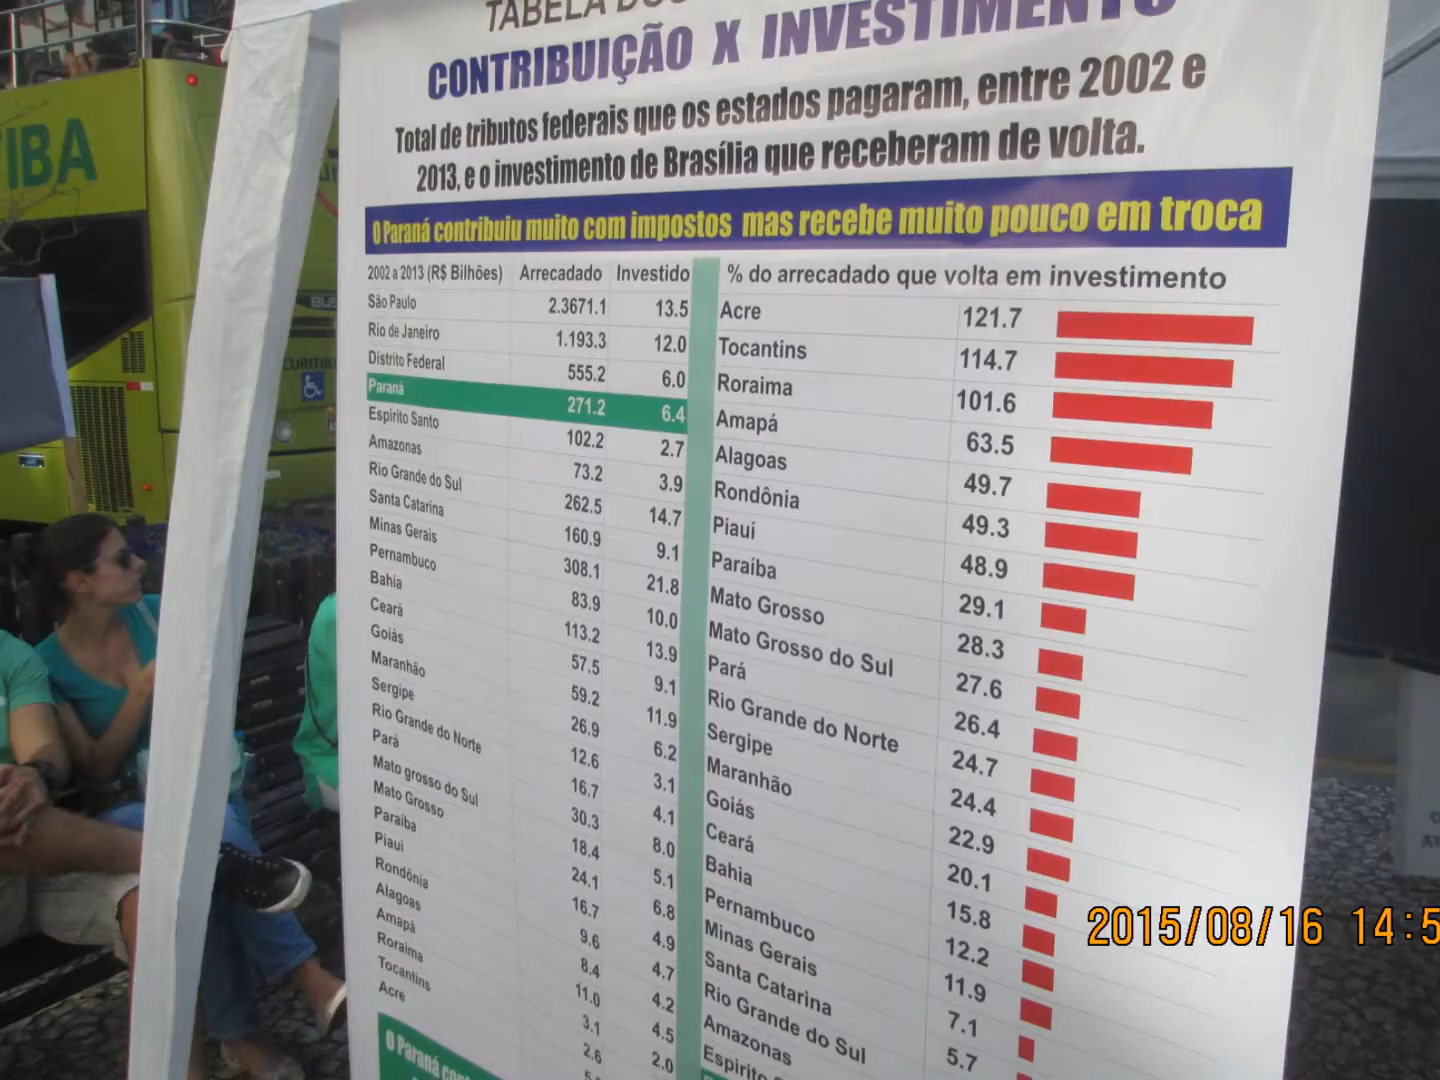 TABELA
CONTRIBUIÇÃO X INVESTIMENTO
Total de tributos federais que os estados pagaram, entre 2002 e
2013, e o investimento de Brasília que receberam de volta.
O Paraná contribuiu muito com impostos mas recebe muito pouco em troca
2002 a 2013 (R$ Bilhões) Arrecadado Investido
São Paulo 2.3671.1 13.5
Rio de Janeiro 1.193.3 12.0
Distrito Federal 555.2 6.0
Paraná 271.2 6.4
Espírito Santo 102.2 2.7
Amazonas 73.2 3.9
Rio Grande do Sul 262.5 14.7
Santa Catarina 160.9 9.1
Minas Gerais 308.1 21.8
Pernambuco 83.9 10.0
Bahia 113.2 13.9
Ceará 57.5 9.1
Goiás 59.2 11.9
Maranhão 26.9 6.2
Sergipe 12.6 3.1
Rio Grande do Norte 16.7 4.1
Pará 30.3 8.0
Mato grosso do Sul 18.4 5.1
Mato Grosso 24.1 6.8
Paraíba 16.7 4.9
Piauí 9.6 4.7
Rondônia 8.4 4.2
Alagoas 11.0 4.5
Amapá 3.1 2.0
Roraima 2.6
Tocantins
Acre
O Paraná
% do arrecadado que volta em investimento
Acre 121.7
Tocantins 114.7
Roraima 101.6
Amapá 63.5
Alagoas 49.7
Rondônia 49.3
Piauí 48.9
Paraíba 29.1
Mato Grosso 28.3
Mato Grosso do Sul 27.6
Pará 26.4
Rio Grande do Norte 24.7
Sergipe 24.4
Maranhão 22.9
Goiás 20.1
Ceará 15.8
Bahia 12.2
Pernambuco 11.9
Minas Gerais 7.1
Santa Catarina 5.7
Rio Grande do Sul
Amazonas
Espírito
IBA
CURITIBA
2015/08/16 14:5